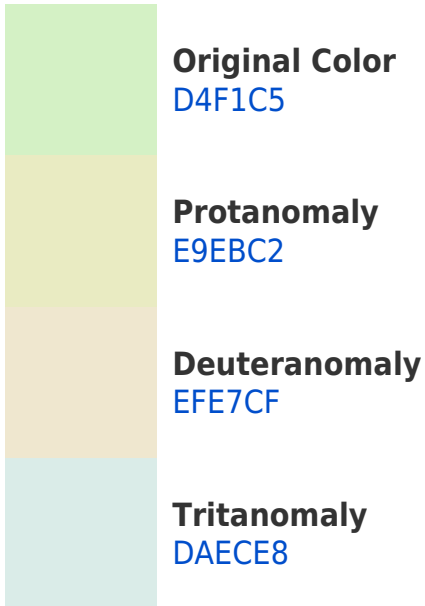 Original Color
D4F1C5
Protanomaly
E9EBC2
Deuteranomaly
EFE7CF
Tritanomaly
DAECE8